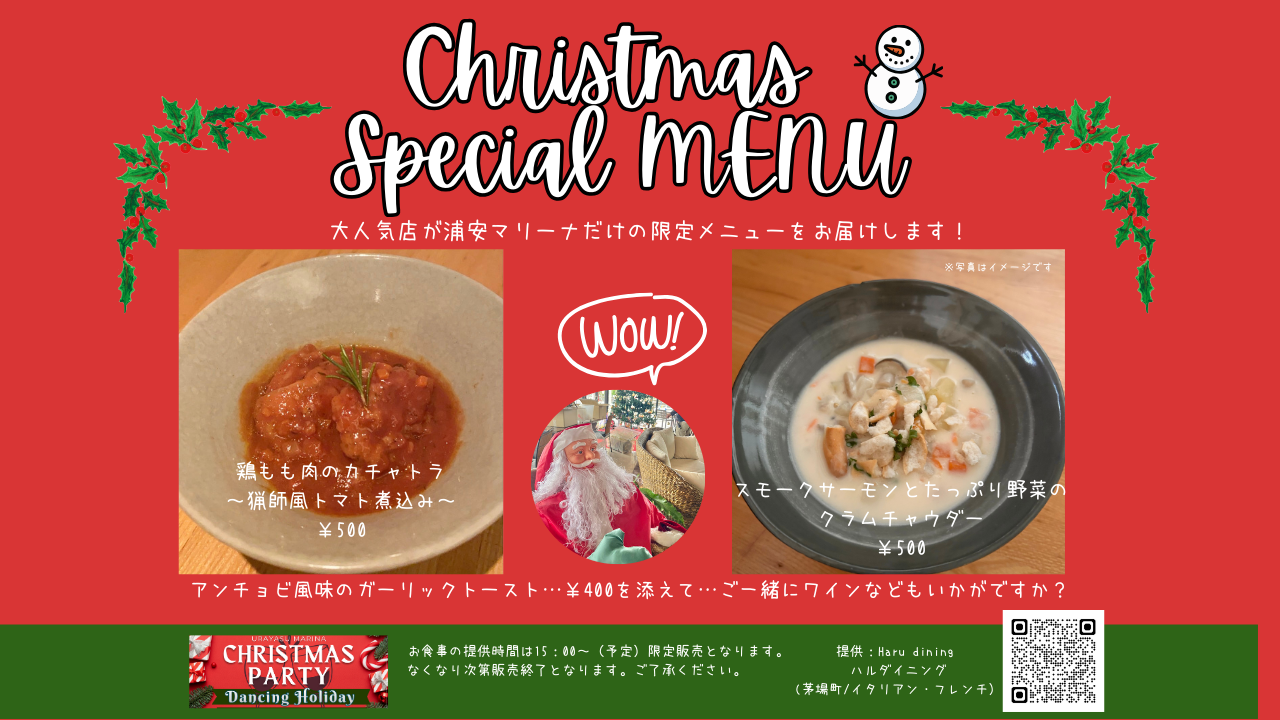 Christmas
Special MENU
大人気店が浦安マリーナだけの限定メニューをお届けします！
※写真はイメージです
WOW!
鶏もも肉のカチャトラ
～猟師風トマト煮込み～
￥500
スモークサーモンとたっぷり野菜の
クラムチャウダー
￥500
アンチョビ風味のガーリックトースト…￥400を添えて…ご一緒にワインなどもいかがですか？
URAYASU MARINA
CHRISTMAS
PARTY
Dancing Holiday
お食事の提供時間は15：00～（予定）限定販売となります。
なくなり次第販売終了となります。ご了承ください。
提供：Haru dining
ハルダイニング
（茅場町/イタリアン・フレンチ）